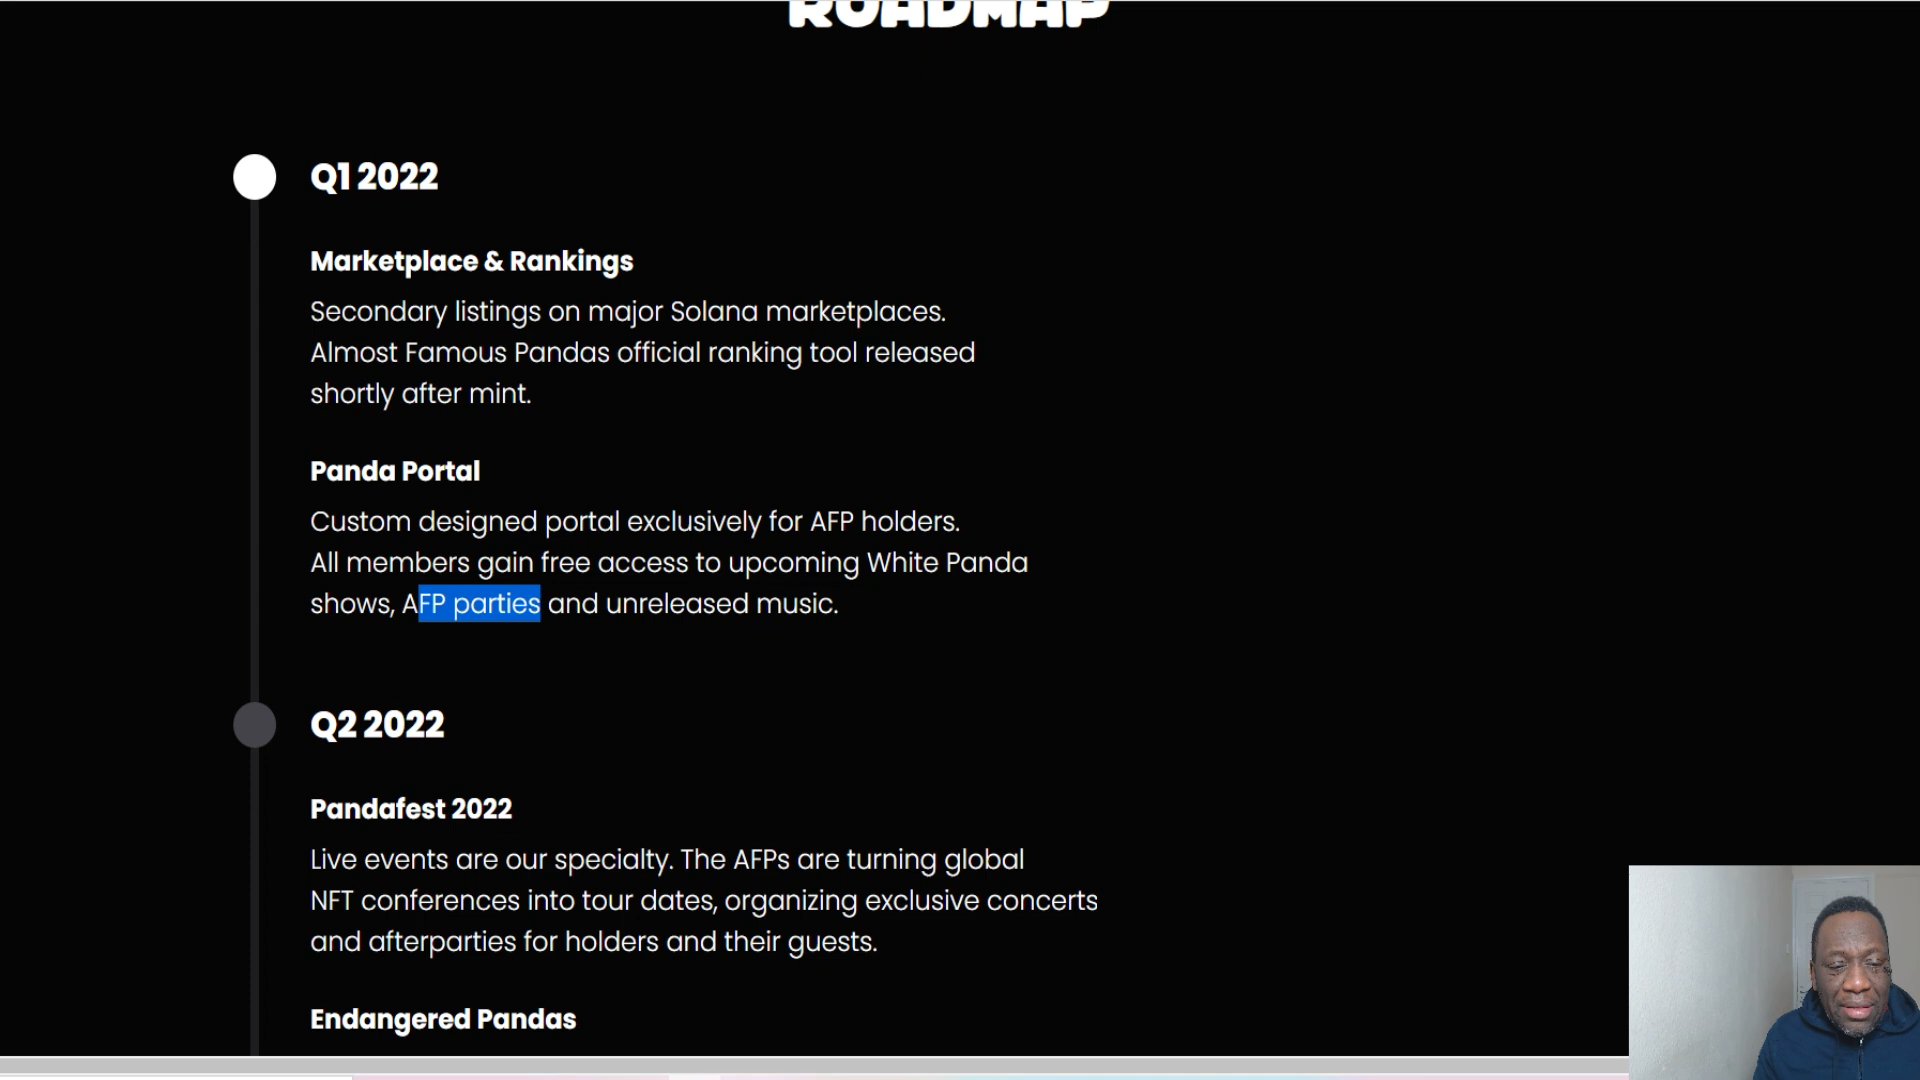 ROADMAP
Q1 2022
Marketplace & Rankings
Secondary listings on major Solana marketplaces.
Almost Famous Pandas official ranking tool released
shortly after mint.
Panda Portal
Custom designed portal exclusively for AFP holders.
All members gain free access to upcoming White Panda
shows, AFP parties and unreleased music.
Q2 2022
Pandafest 2022
Live events are our specialty. The AFPs are turning global
NFT conferences into tour dates, organizing exclusive concerts
and afterparties for holders and their guests.
Endangered Pandas